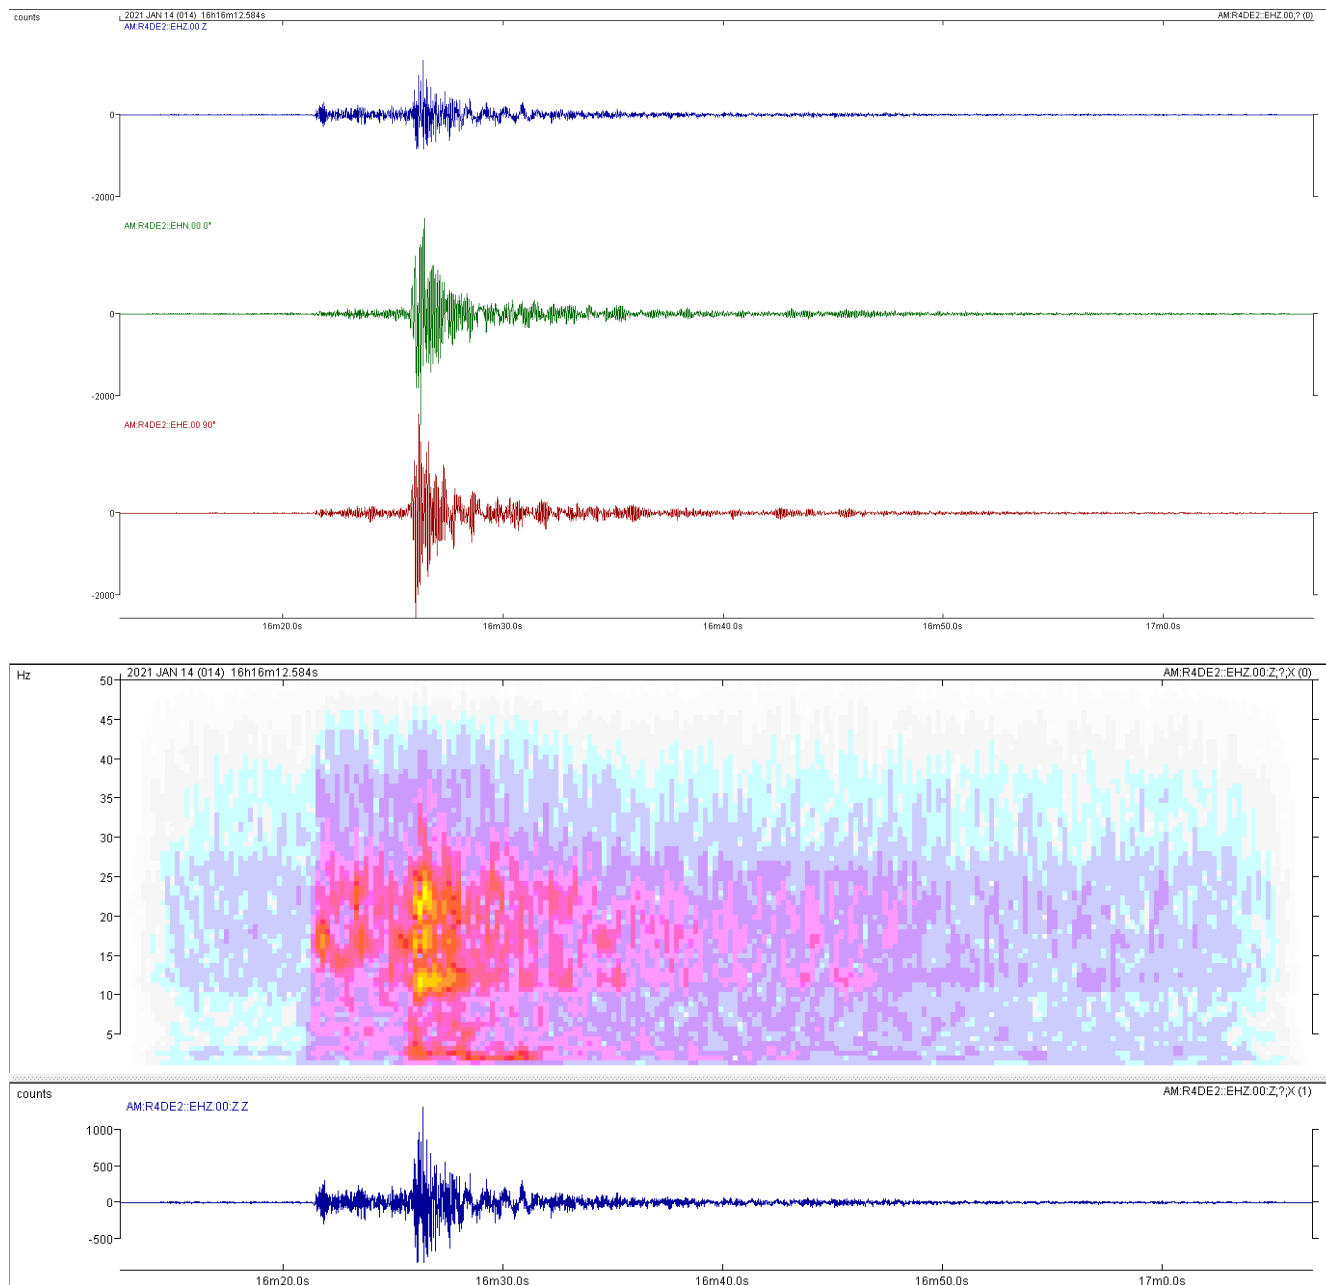 counts
2021 JAN 14 (014) 16h16m12.584s
AM:R4DE2::EHZ.00;? (0)
AM:R4DE2::EHZ.00 Z
0
-2000
AM:R4DE2::EHN.00 0°
0
-2000
AM:R4DE2::EHE.00 90°
0
-2000
16m20.0s 16m30.0s 16m40.0s 16m50.0s 17m0.0s
Hz
2021 JAN 14 (014) 16h16m12.584s
AM:R4DE2::EHZ.00:Z;?;X (0)
50
45
40
35
30
25
20
15
10
5
counts
AM:R4DE2::EHZ.00:Z;?;X (1)
AM:R4DE2::EHZ.00:Z Z
1000
500
0
-500
16m20.0s 16m30.0s 16m40.0s 16m50.0s 17m0.0s